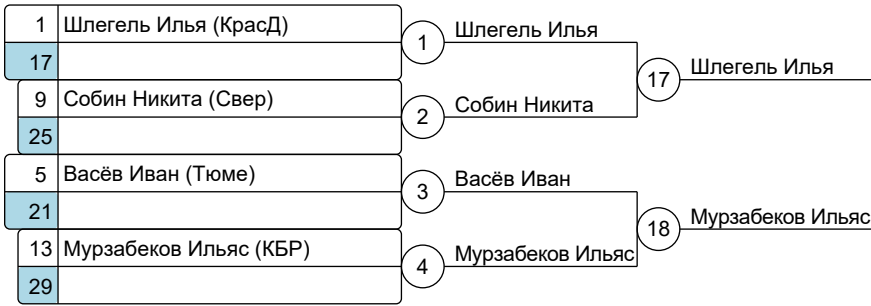 1 Шлегель Илья (КрасД)
17
9 Собин Никита (Свер)
25
5 Васёв Иван (Тюме)
21
13 Мурзабеков Ильяс (КБР)
29
1 Шлегель Илья
2 Собин Никита
3 Васёв Иван
4 Мурзабеков Ильяс
17 Шлегель Илья
18 Мурзабеков Ильяс